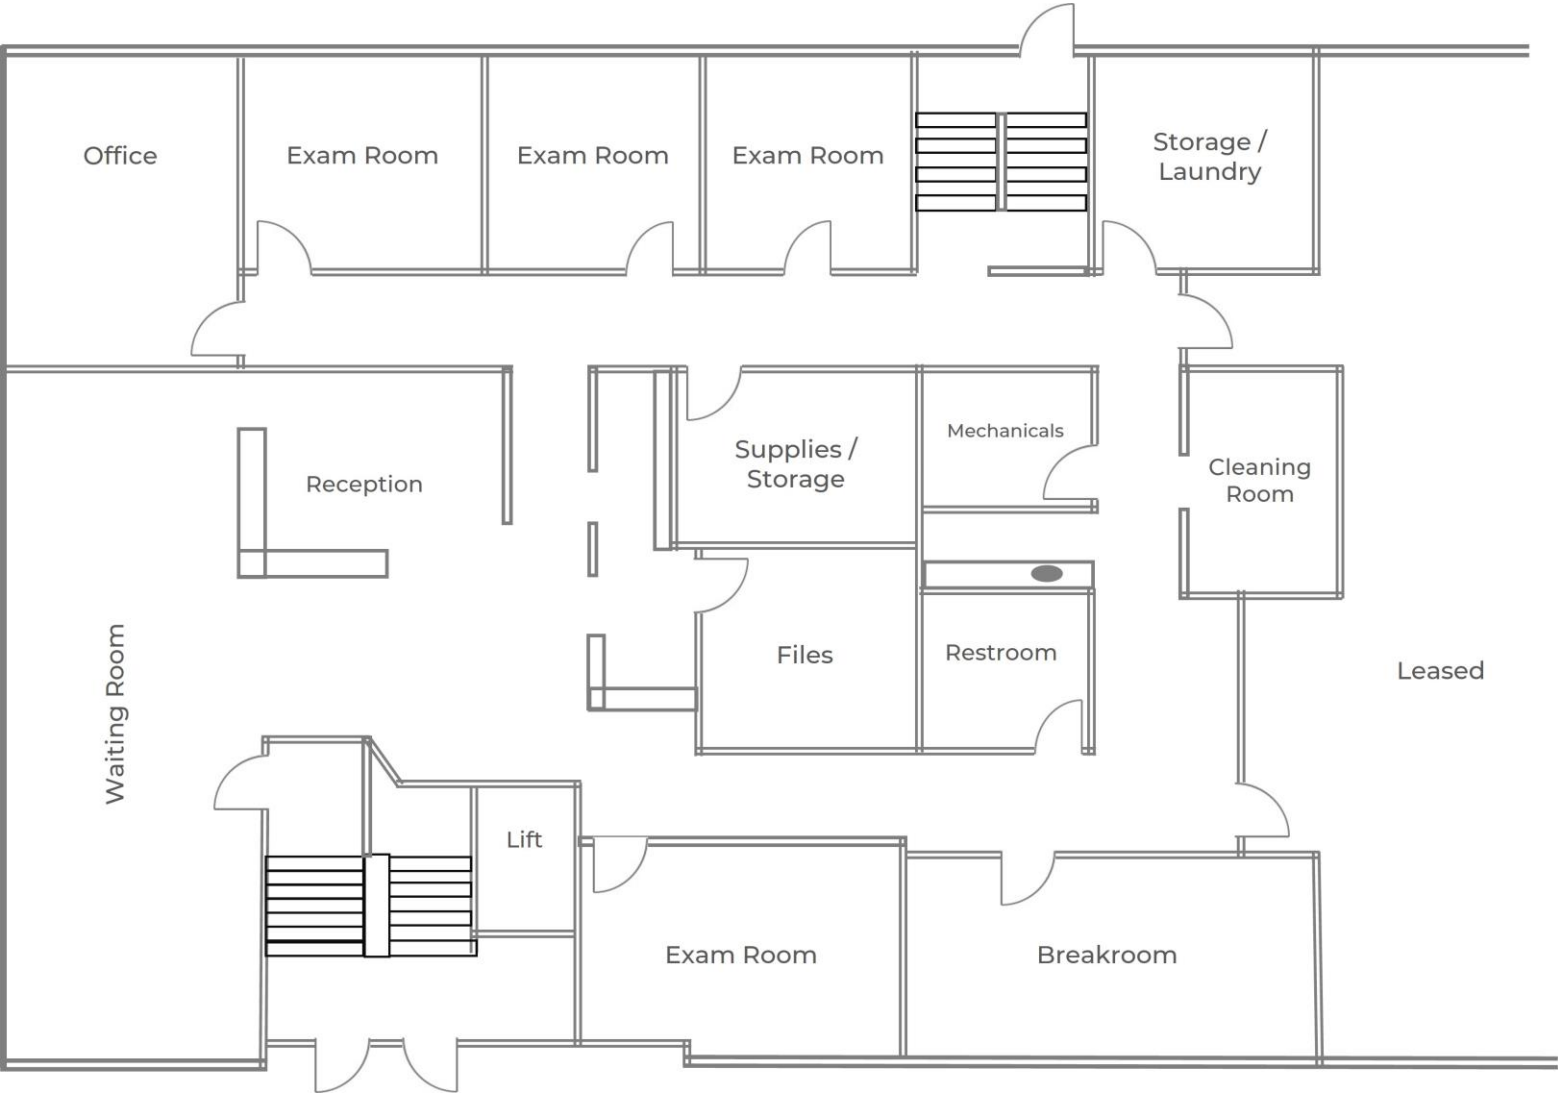 Office
Exam Room
Exam Room
Exam Room
Storage /
Laundry
Reception
Supplies /
Storage
Mechanicals
Cleaning
Room
Waiting Room
Files
Restroom
Leased
Lift
Exam Room
Breakroom